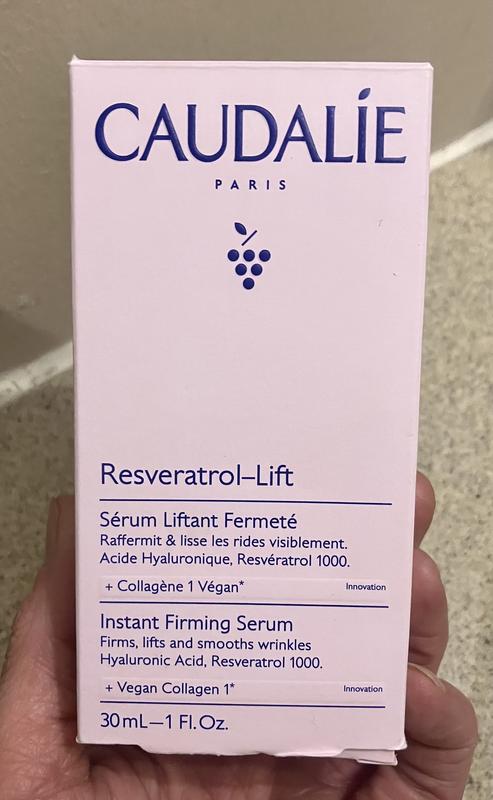 CAUDALÍE
PARIS
Resveratrol–Lift
Sérum Liftant Fermeté
Raffermit & lisse les rides visiblement.
Acide Hyaluronique, Resvératrol 1000.
+ Collagène 1 Végan* Innovation
Instant Firming Serum
Firms, lifts and smooths wrinkles
Hyaluronic Acid, Resveratrol 1000.
+ Vegan Collagen 1* Innovation
30 mL—1 Fl. Oz.